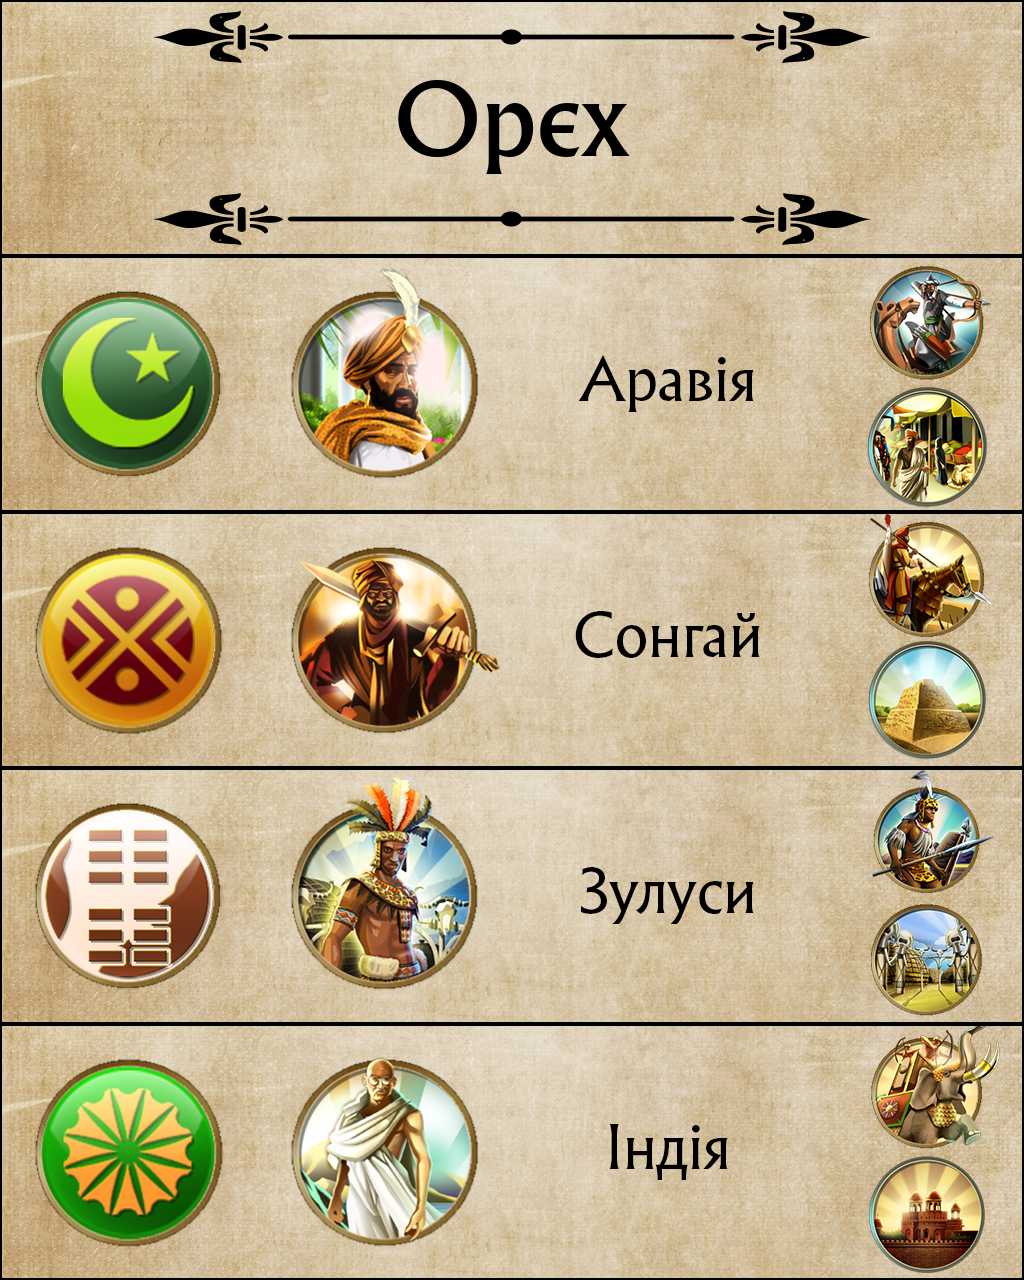 Орєх
Аравія
Сонгай
Зулуси
Індія